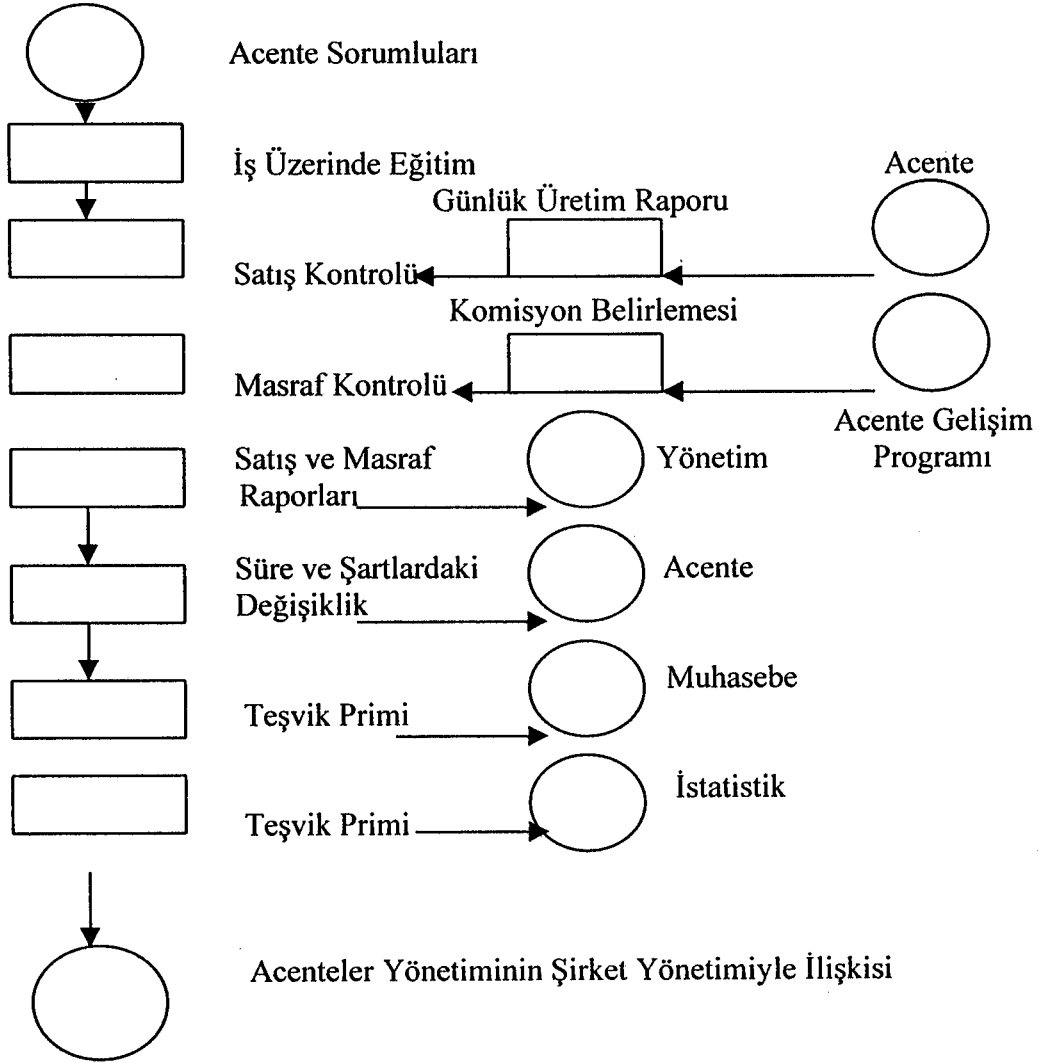 Acente Sorumluları
İş Üzerinde Eğitim
Acente
Günlük Üretim Raporu
Satış Kontrolü
Komisyon Belirlemesi
Masraf Kontrolü
Acente Gelişim
Programı
Satış ve Masraf
Raporları
Yönetim
Süre ve Şartlardaki
Değişiklik
Acente
Muhasebe
Teşvik Primi
İstatistik
Teşvik Primi
Acenteler Yönetiminin Şirket Yönetimiyle İlişkisi